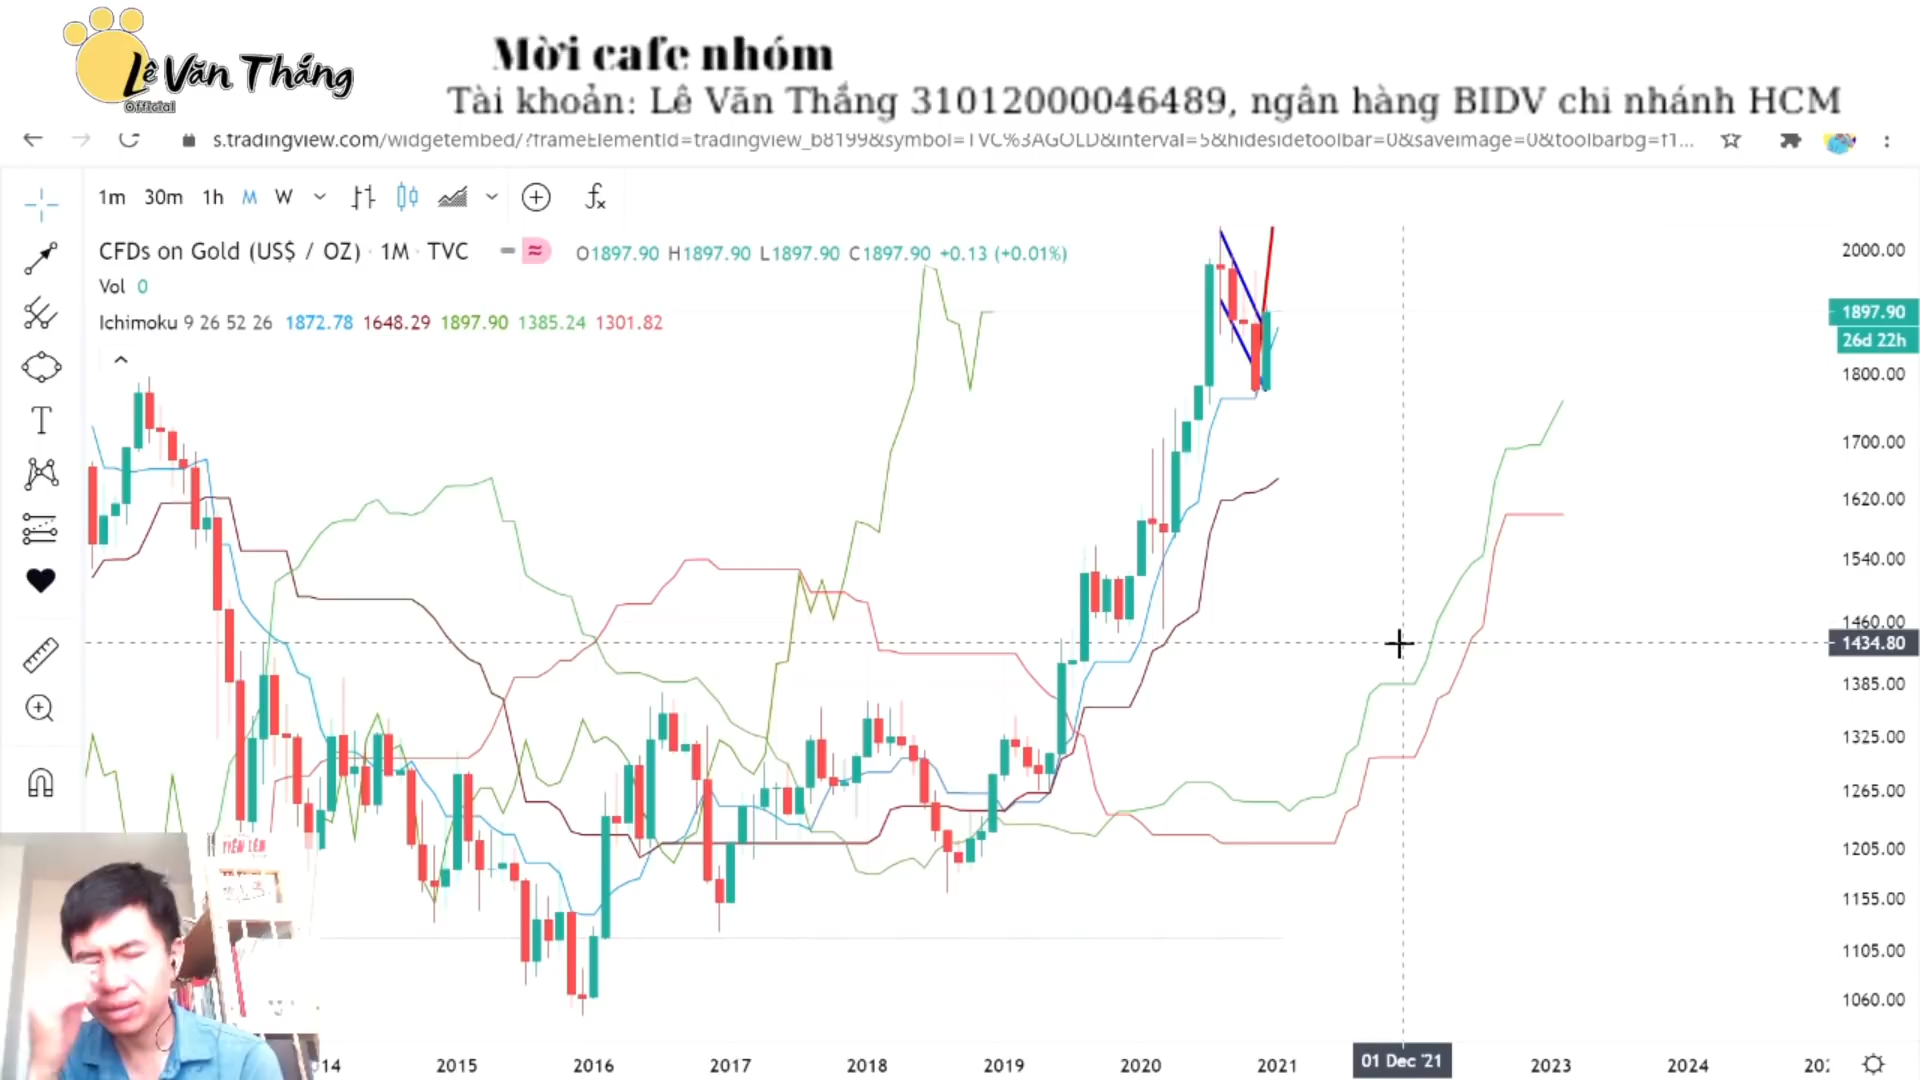 Lê Văn Thắng
Official
Mời cafe nhóm
Tài khoản: Lê Văn Thắng 31012000046489, ngân hàng BIDV chi nhánh HCM
s.tradingview.com/widgetembed/?frameElementId=tradingview_b8199&symbol=TVC%3AGOLD&interval=5&hidesidetoolbar=0&saveimage=0&toolbarbg=f1...
1m 30m 1h M W
CFDs on Gold (US$ / OZ) · 1M · TVC
O1897.90 H1897.90 L1897.90 C1897.90 +0.13 (+0.01%)
Vol 0
Ichimoku 9 26 52 26 1872.78 1648.29 1897.90 1385.24 1301.82
2000.00
1897.90
26d 22h
1800.00
1700.00
1620.00
1540.00
1460.00
1434.80
1385.00
1325.00
1265.00
1205.00
1155.00
1105.00
1060.00
14 2015 2016 2017 2018 2019 2020 2021 01 Dec '21 2023 2024 20